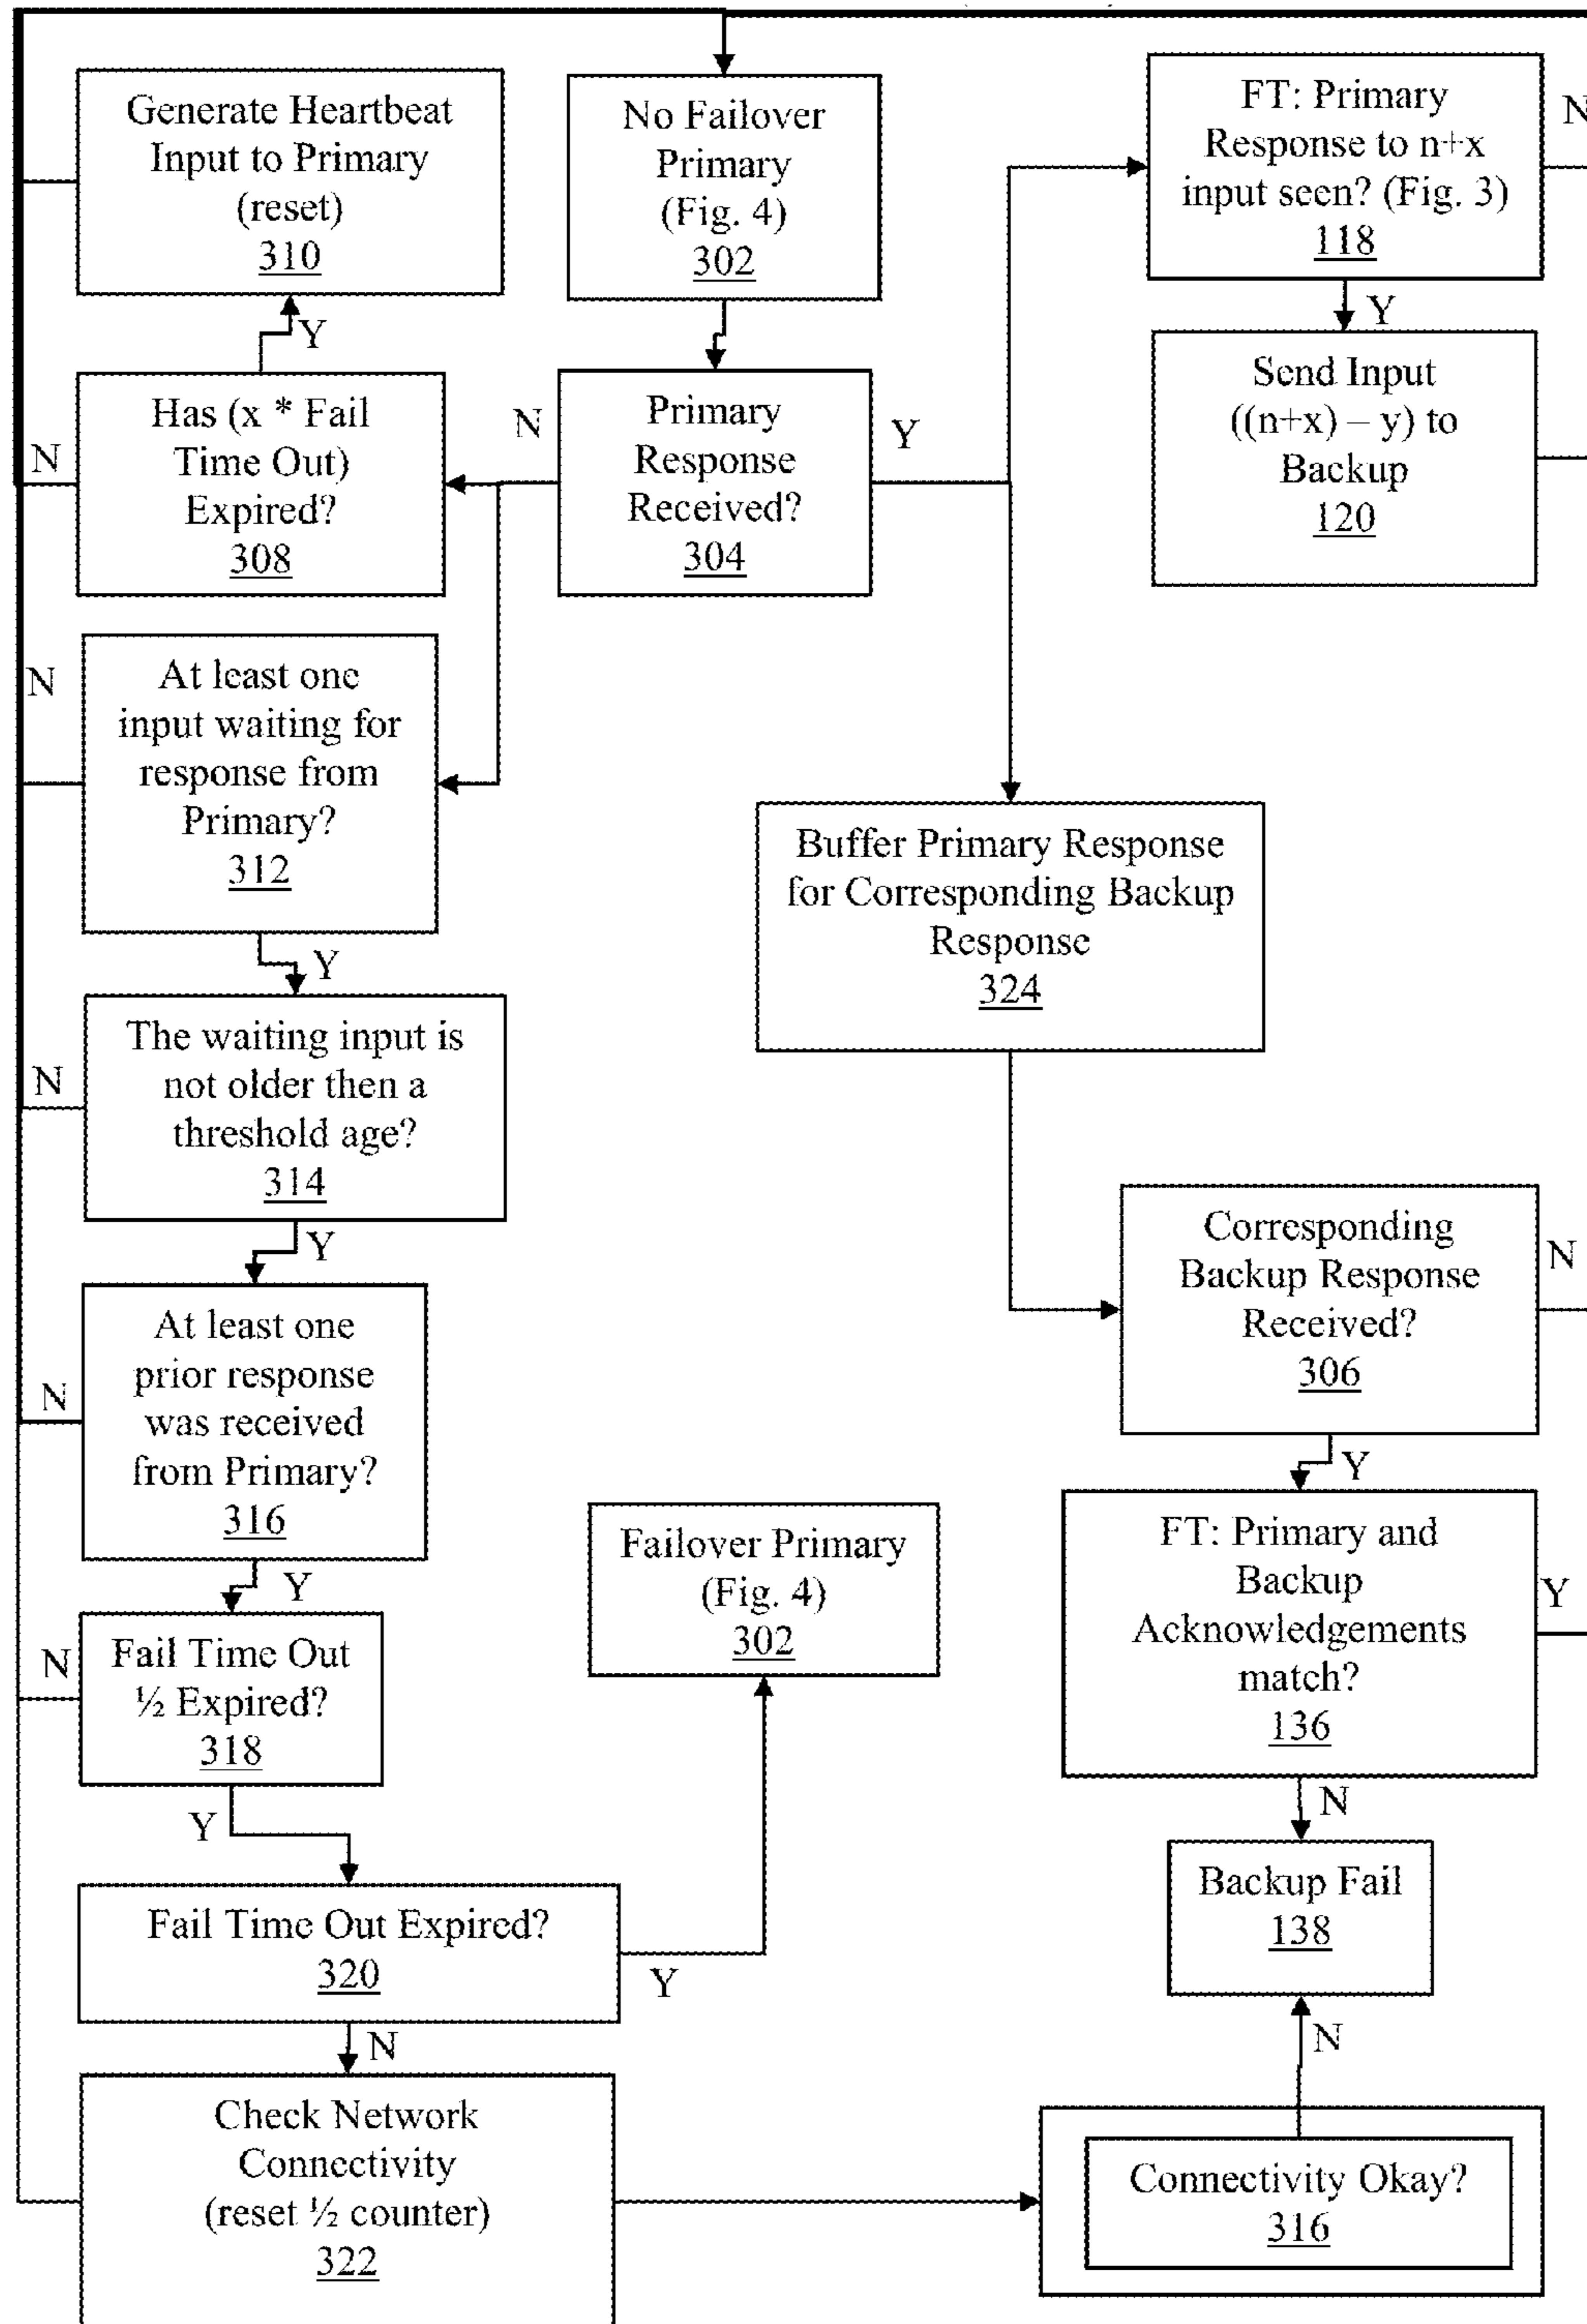 Generate Heartbeat
Input to Primary
(reset)
310
No Failover
Primary
(Fig. 4)
302
FT: Primary
Response to n+x
input seen? (Fig. 3)
118
N
Y
Y
Send Input
((n+x) – y) to
Backup
120
Has (x * Fail
Time Out)
Expired?
308
N
N
Primary
Response
Received?
304
Y
At least one
input waiting for
response from
Primary?
312
N
Y
Buffer Primary Response
for Corresponding Backup
Response
324
The waiting input is
not older then a
threshold age?
314
N
Y
Corresponding
Backup Response
Received?
306
N
Y
At least one
prior response
was received
from Primary?
316
N
Y
Failover Primary
(Fig. 4)
302
FT: Primary and
Backup
Acknowledgements
match?
136
Y
N
Fail Time Out
½ Expired?
318
N
Y
Backup Fail
138
Fail Time Out Expired?
320
Y
N
N
Check Network
Connectivity
(reset ½ counter)
322
Connectivity Okay?
316